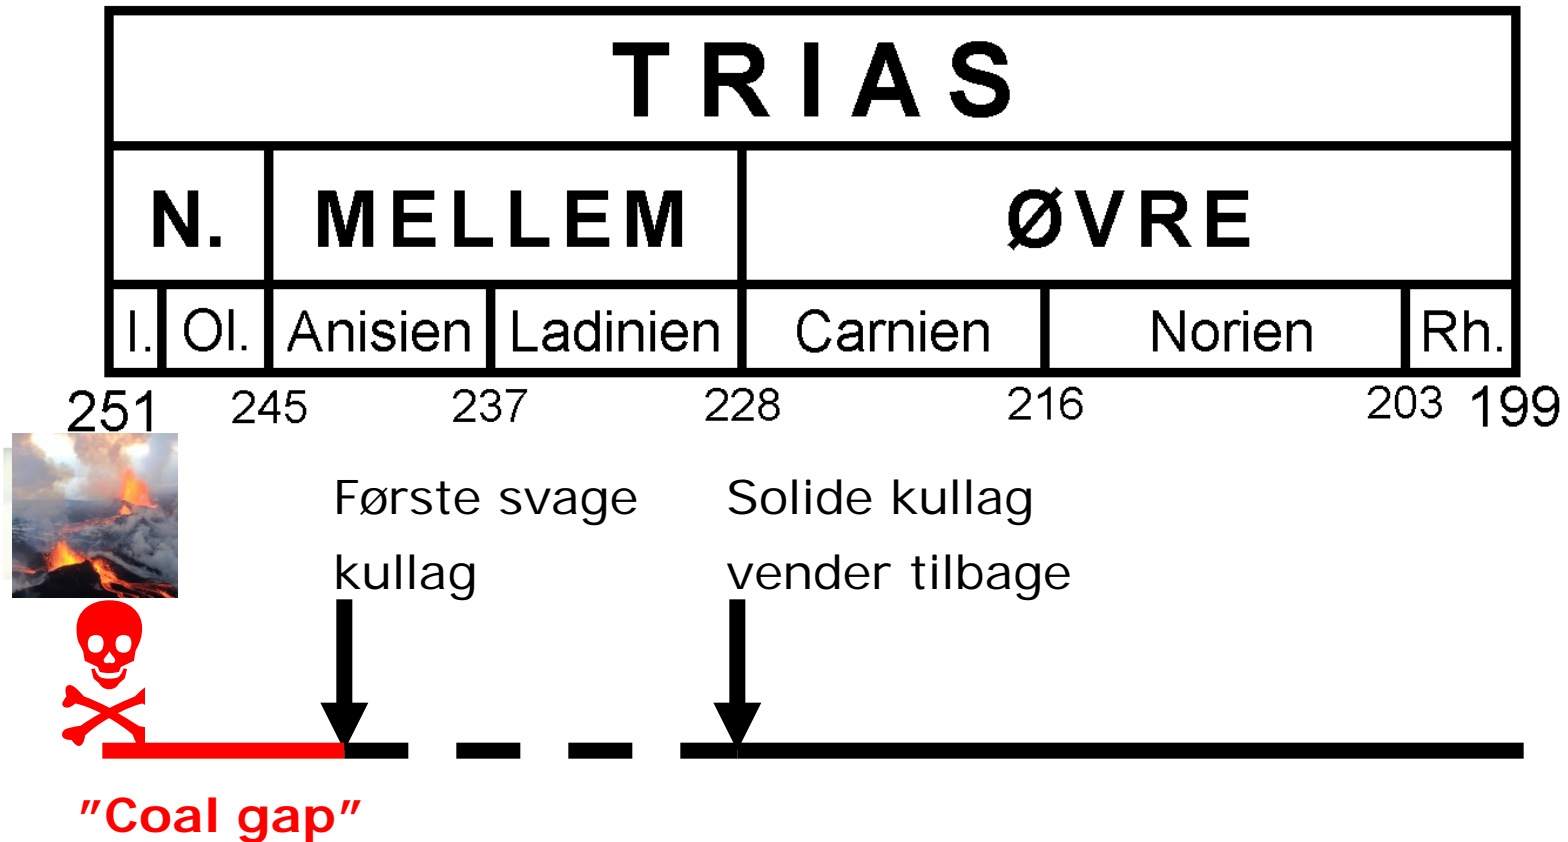 TRIAS
N. MELLEM ØVRE
I. Ol. Anisien Ladinien Carnien Norien Rh.
251 245 237 228 216 203 199
Første svage
kullag
Solide kullag
vender tilbage
"Coal gap"